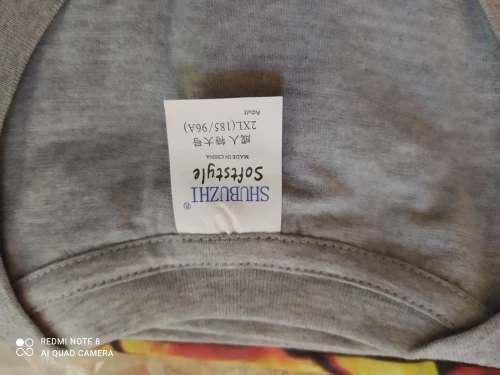 SHUBUZHI®
Softstyle
MADE IN CHINA
成人特大号
2XL(185/96A)
Adult
REDMI NOTE 8
AI QUAD CAMERA